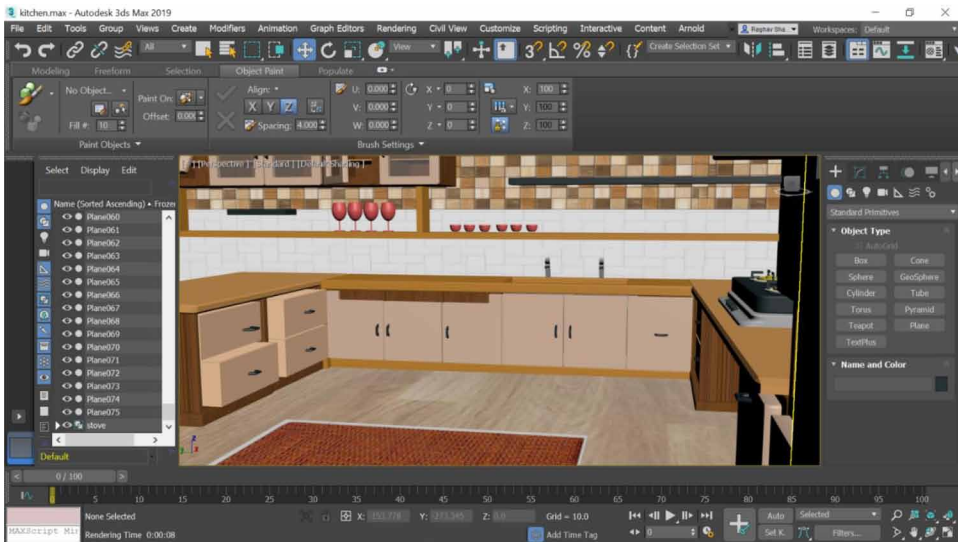 kitchen.max - Autodesk 3ds Max 2019
File Edit Tools Group Views Create Modifiers Animation Graph Editors Rendering Civil View Customize Scripting Interactive Content Arnold Workspaces: Default
All View Create Selection Set
Modeling Freeform Selection Object Paint Populate
No Object... Paint On: Align: U: 0.000 X 0 X: 100
X Y Z V: 0.000 Y 0 Y: 100
Fill #: 10 Offset: 0.00 Spacing: 4.000 W: 0.000 Z 0 Z: 100
Paint Objects Brush Settings
Select Display Edit
Name (Sorted Ascending) Frozen
Plane060
Plane061
Plane062
Plane063
Plane064
Plane065
Plane066
Plane067
Plane068
Plane069
Plane070
Plane071
Plane072
Plane073
Plane074
Plane075
stove
Default
Standard Primitives
Object Type
AutoGrid
Box Cone
Sphere GeoSphere
Cylinder Tube
Torus Pyramid
Teapot Plane
TextPlus
Name and Color
0 / 100
5 10 15 20 25 30 35 40 45 50 55 60 65 70 75 80 85 90 95 100
None Selected X: Y: Z: Grid = 10.0 Auto Selected
Rendering Time 0:00:08 Add Time Tag 0 Set K. Filters...